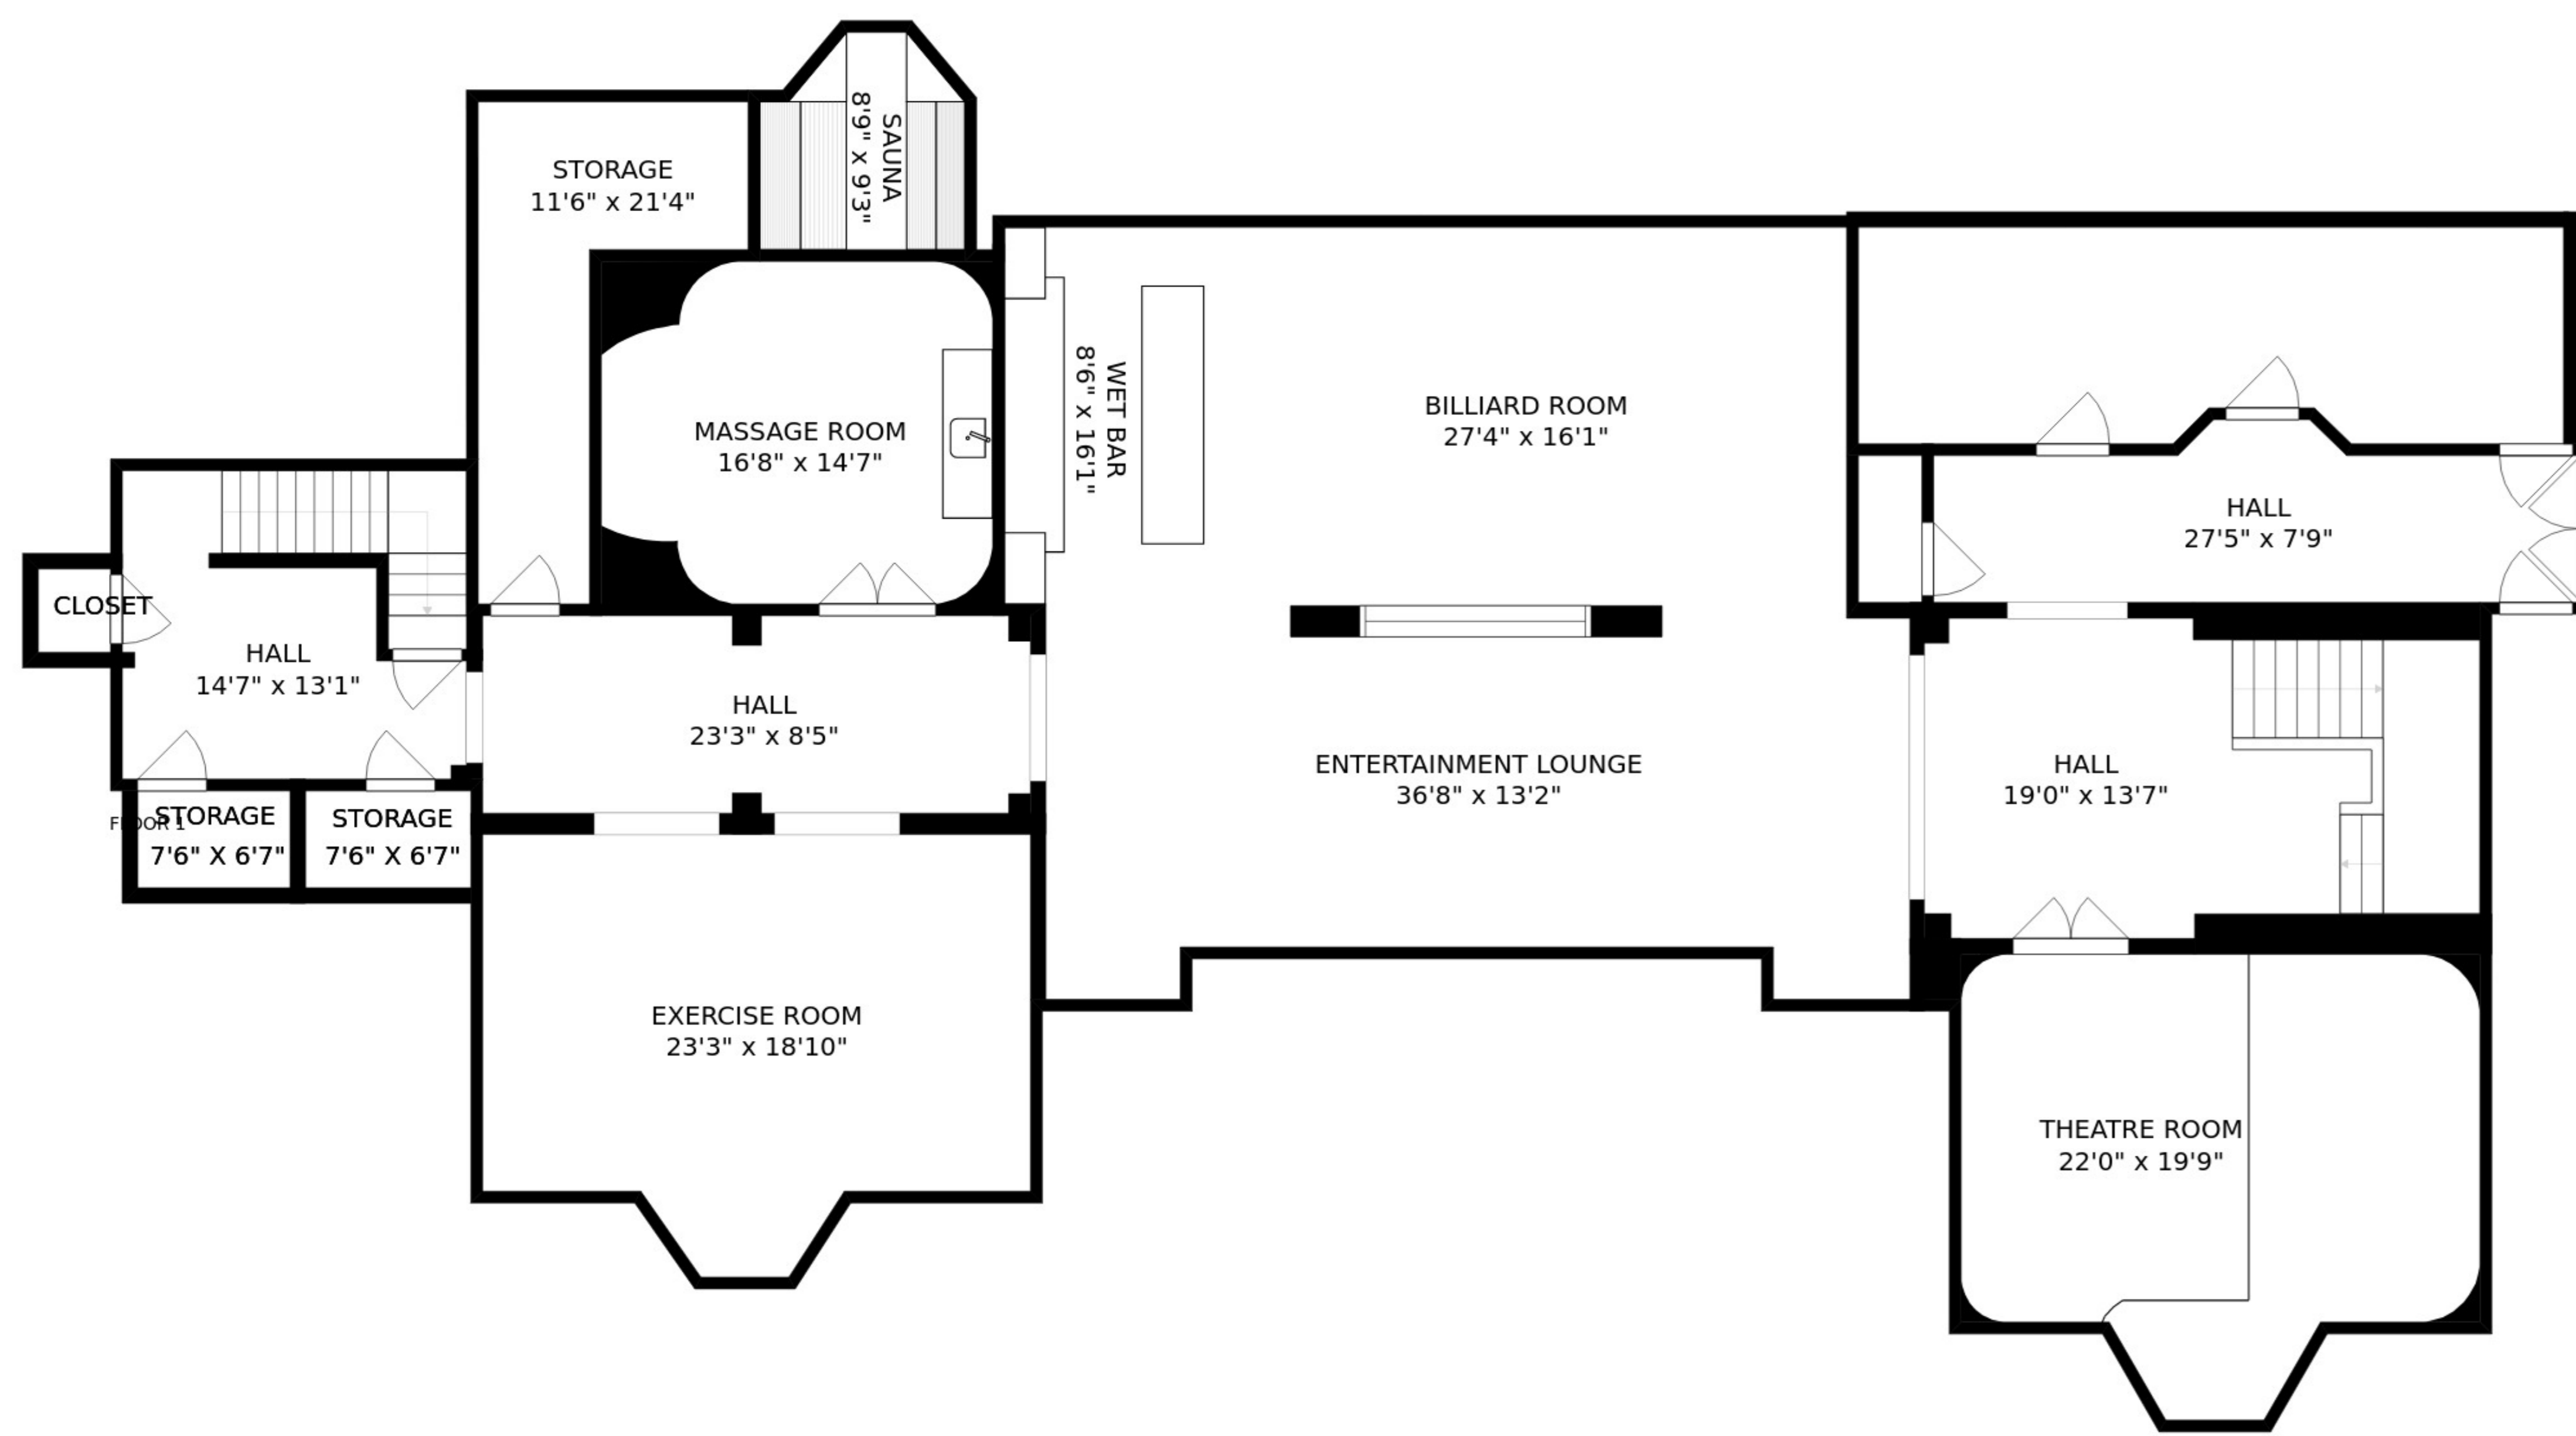 SAUNA
8'9" x 9'3"
STORAGE
11'6" x 21'4"
MASSAGE ROOM
16'8" x 14'7"
WET BAR
8'6" x 16'1"
BILLIARD ROOM
27'4" x 16'1"
HALL
27'5" x 7'9"
CLOSET
HALL
14'7" x 13'1"
HALL
23'3" x 8'5"
ENTERTAINMENT LOUNGE
36'8" x 13'2"
HALL
19'0" x 13'7"
STORAGE
7'6" X 6'7"
STORAGE
7'6" X 6'7"
FLOOR 1
EXERCISE ROOM
23'3" x 18'10"
THEATRE ROOM
22'0" x 19'9"